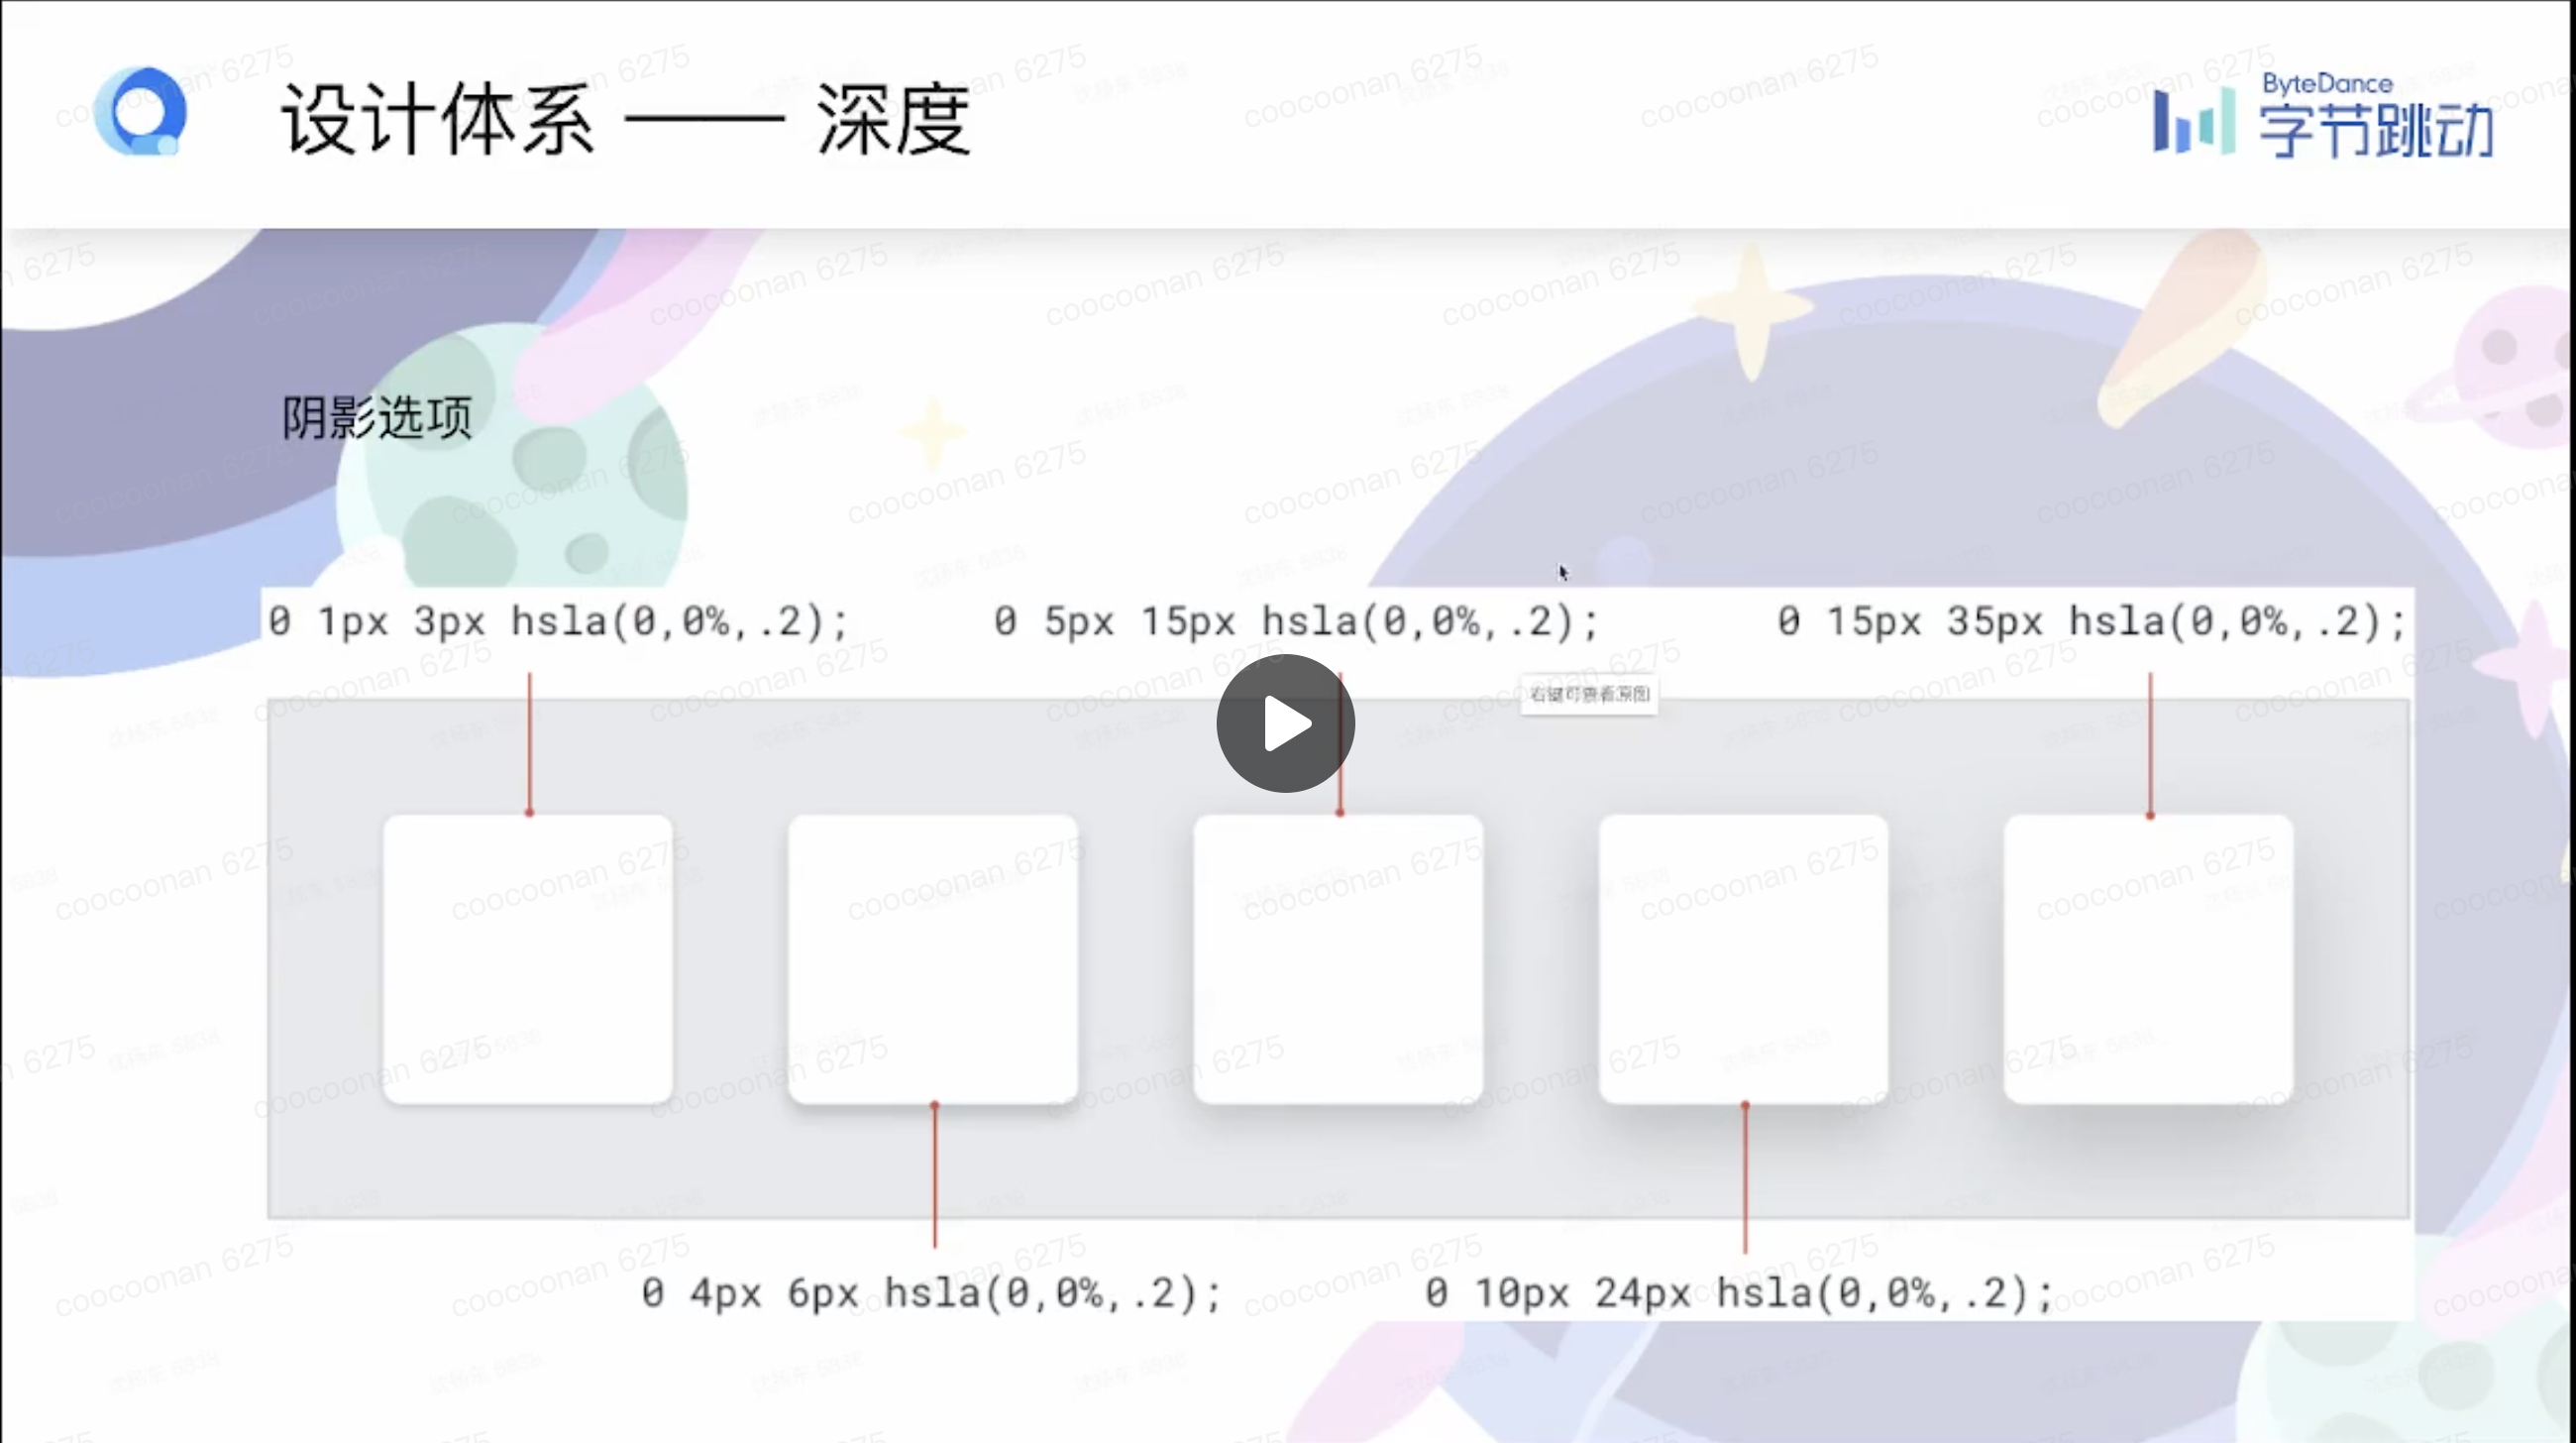 设计体系 —— 深度
ByteDance
字节跳动
阴影选项
0 1px 3px hsla(0,0%,.2);
0 5px 15px hsla(0,0%,.2);
0 15px 35px hsla(0,0%,.2);
右键可查看原图
0 4px 6px hsla(0,0%,.2);
0 10px 24px hsla(0,0%,.2);
coocoonan 6275